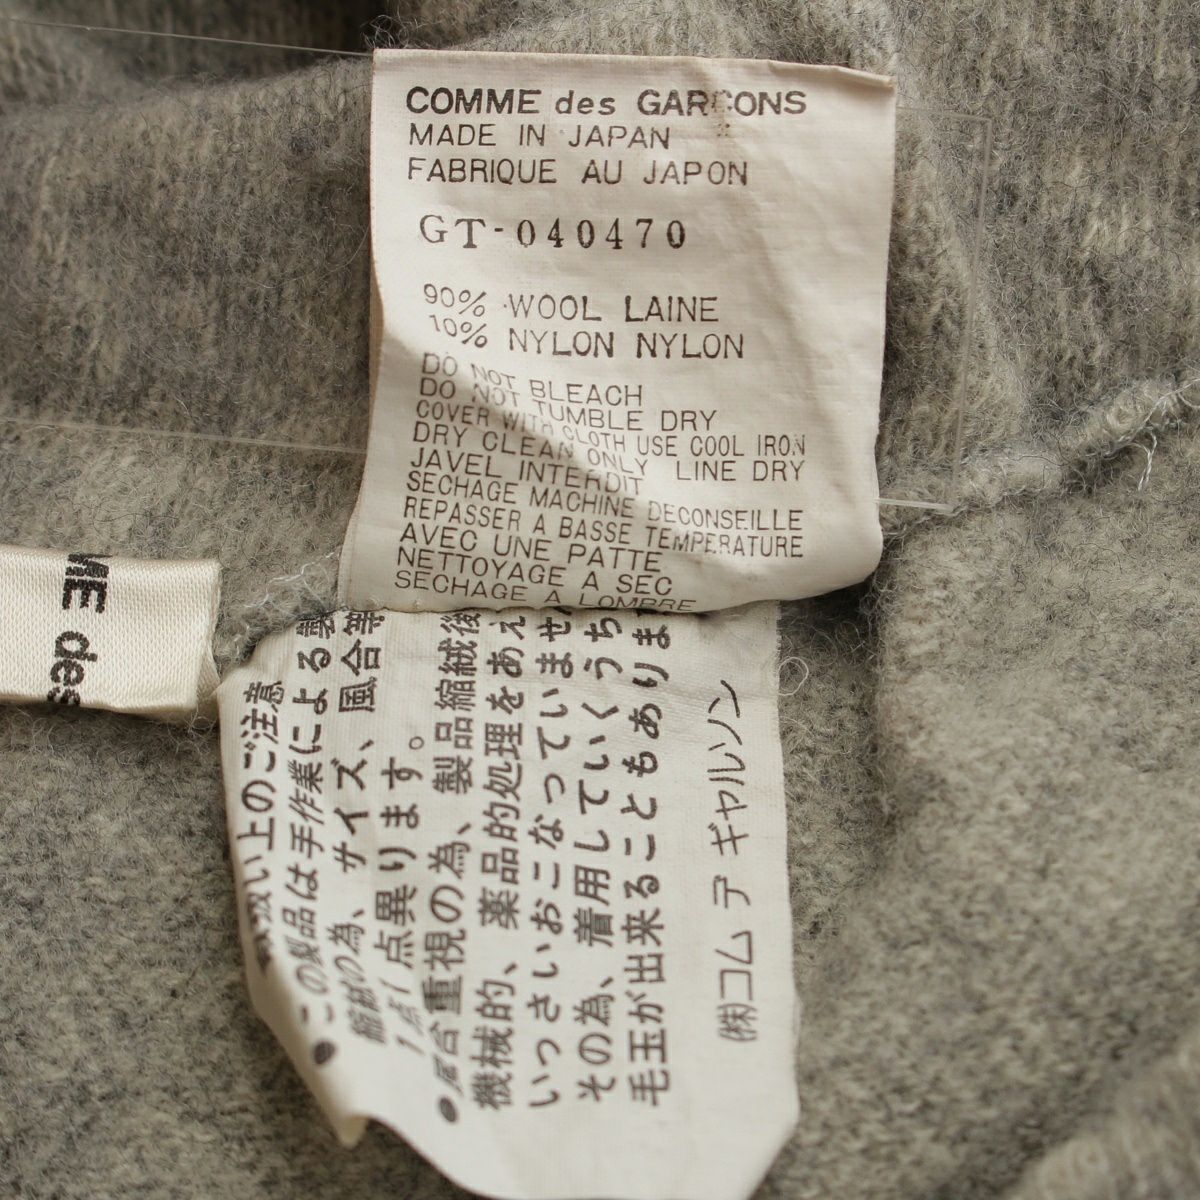 COMME des GARCONS
MADE IN JAPAN
FABRIQUE AU JAPON
GT-040470
90% WOOL LAINE
10% NYLON NYLON
DO NOT BLEACH
DO NOT TUMBLE DRY
COVER WITH CLOTH USE COOL IRON
DRY CLEAN ONLY LINE DRY
JAVEL INTERDIT
SECHAGE MACHINE DECONSEILLE
REPASSER A BASSE TEMPERATURE
AVEC UNE PATTE
NETTOYAGE A SEC
SECHAGE A LOMBRE
ME des
扱い上のご注意
●この製品は手作業による製
縮絨の為、サイズ、風合等
1点1点異ります。
●風合重視の為、製品縮絨後
機械的、薬品的処理をあえ
いっさいおこなっていませ
その為、着用していくうち
毛玉が出来ることもありま
㈱コム デ ギャルソン